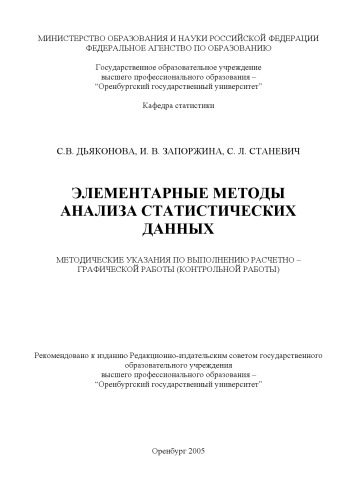 МИНИСТЕРСТВО ОБРАЗОВАНИЯ И НАУКИ РОССИЙСКОЙ ФЕДЕРАЦИИ
ФЕДЕРАЛЬНОЕ АГЕНСТВО ПО ОБРАЗОВАНИЮ
Государственное образовательное учреждение
высшего профессионального образования –
“Оренбургский государственный университет”
Кафедра статистики
С.В. ДЬЯКОНОВА, И. В. ЗАПОРЖИНА, С. Л. СТАНЕВИЧ
ЭЛЕМЕНТАРНЫЕ МЕТОДЫ
АНАЛИЗА СТАТИСТИЧЕСКИХ
ДАННЫХ
МЕТОДИЧЕСКИЕ УКАЗАНИЯ ПО ВЫПОЛНЕНИЮ РАСЧЕТНО –
ГРАФИЧЕСКОЙ РАБОТЫ (КОНТРОЛЬНОЙ РАБОТЫ)
Рекомендовано к изданию Редакционно-издательским советом государственного
образовательного учреждения
высшего профессионального образования –
“Оренбургский государственный университет”
Оренбург 2005